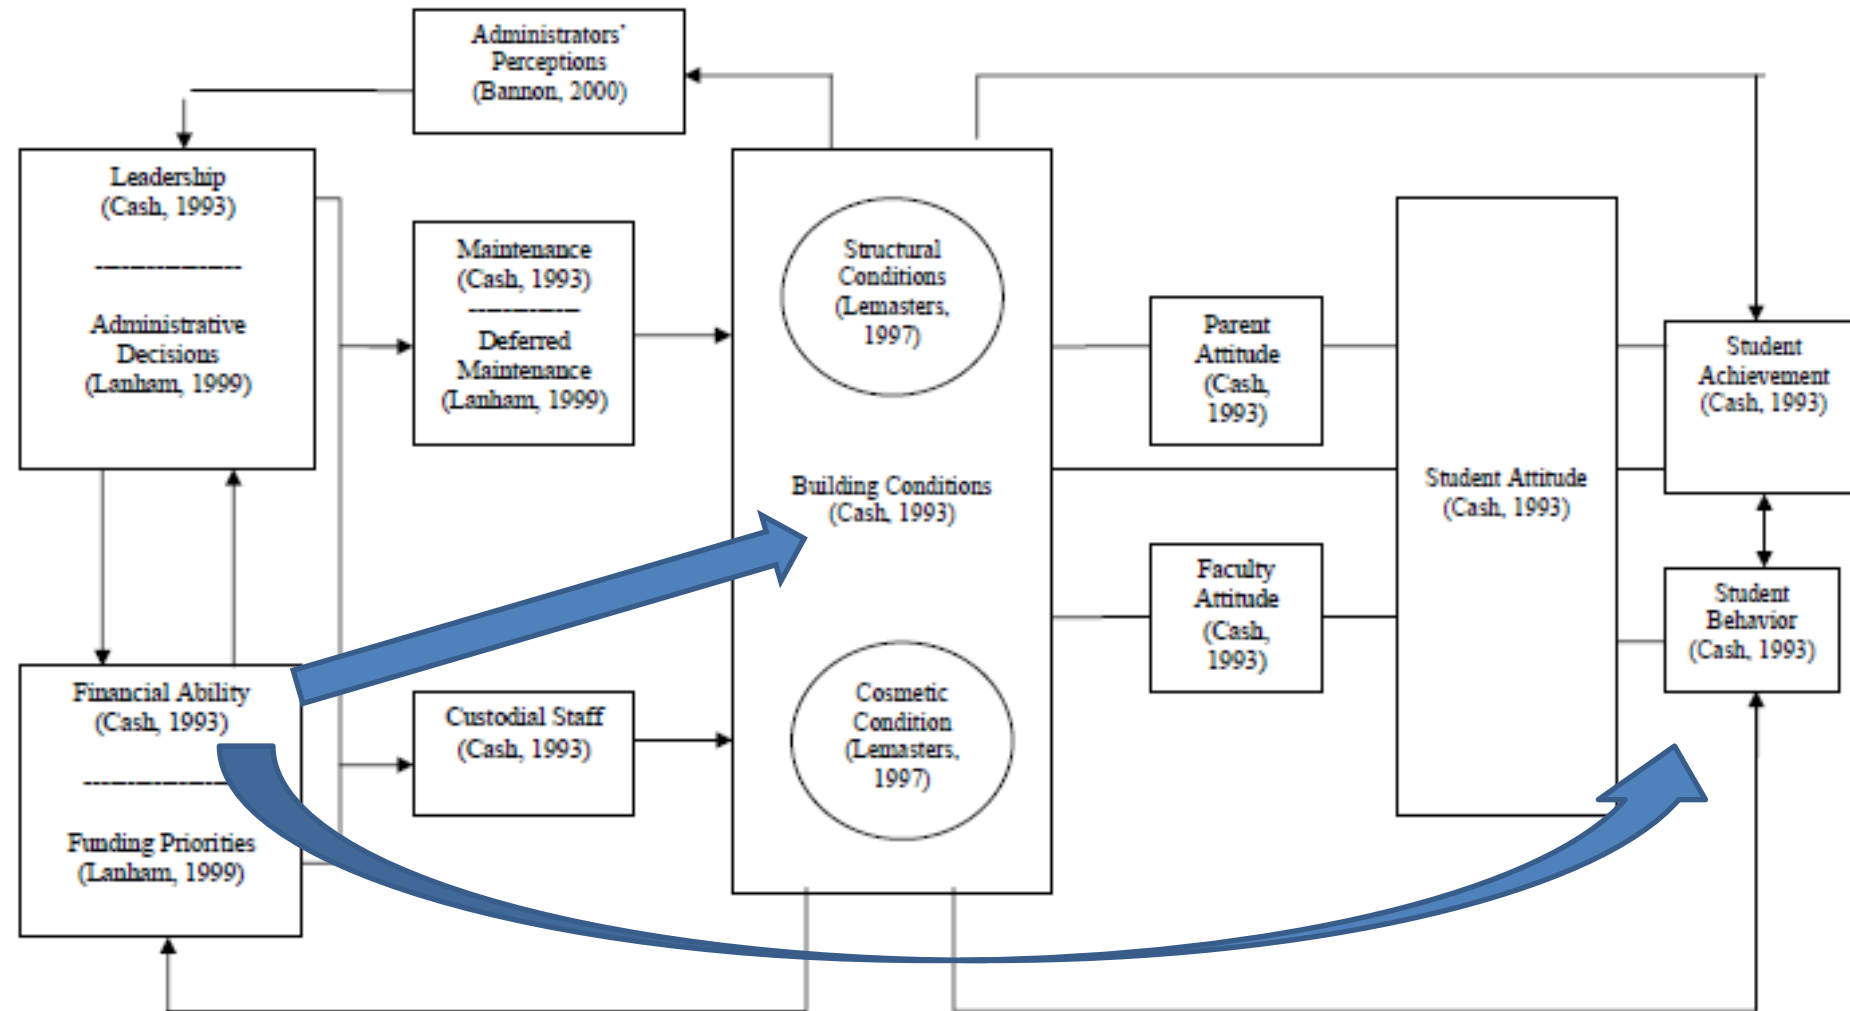 Administrators'
Perceptions
(Bannon, 2000)
Leadership
(Cash, 1993)
------------------
Administrative
Decisions
(Lanham, 1999)
Maintenance
(Cash, 1993)
--------------
Deferred
Maintenance
(Lanham, 1999)
Structural
Conditions
(Lemasters,
1997)
Building Conditions
(Cash, 1993)
Cosmetic
Condition
(Lemasters,
1997)
Parent
Attitude
(Cash,
1993)
Faculty
Attitude
(Cash,
1993)
Student Attitude
(Cash, 1993)
Student
Achievement
(Cash, 1993)
Student
Behavior
(Cash, 1993)
Financial Ability
(Cash, 1993)
------------------
Funding Priorities
(Lanham, 1999)
Custodial Staff
(Cash, 1993)